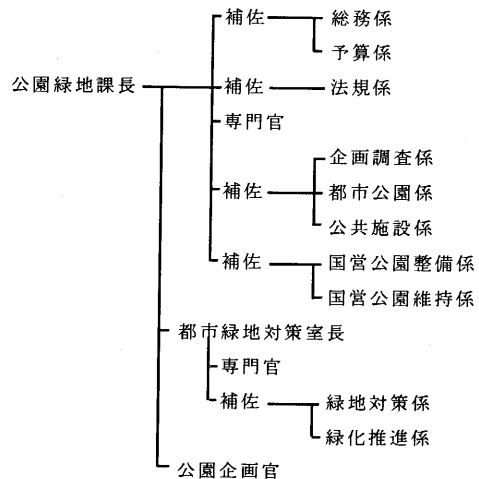 補佐 総務係
予算係
公園緑地課長 補佐 法規係
専門官
企画調査係
補佐 都市公園係
公共施設係
補佐 国営公園整備係
国営公園維持係
都市緑地対策室長
専門官
補佐 緑地対策係
緑化推進係
公園企画官